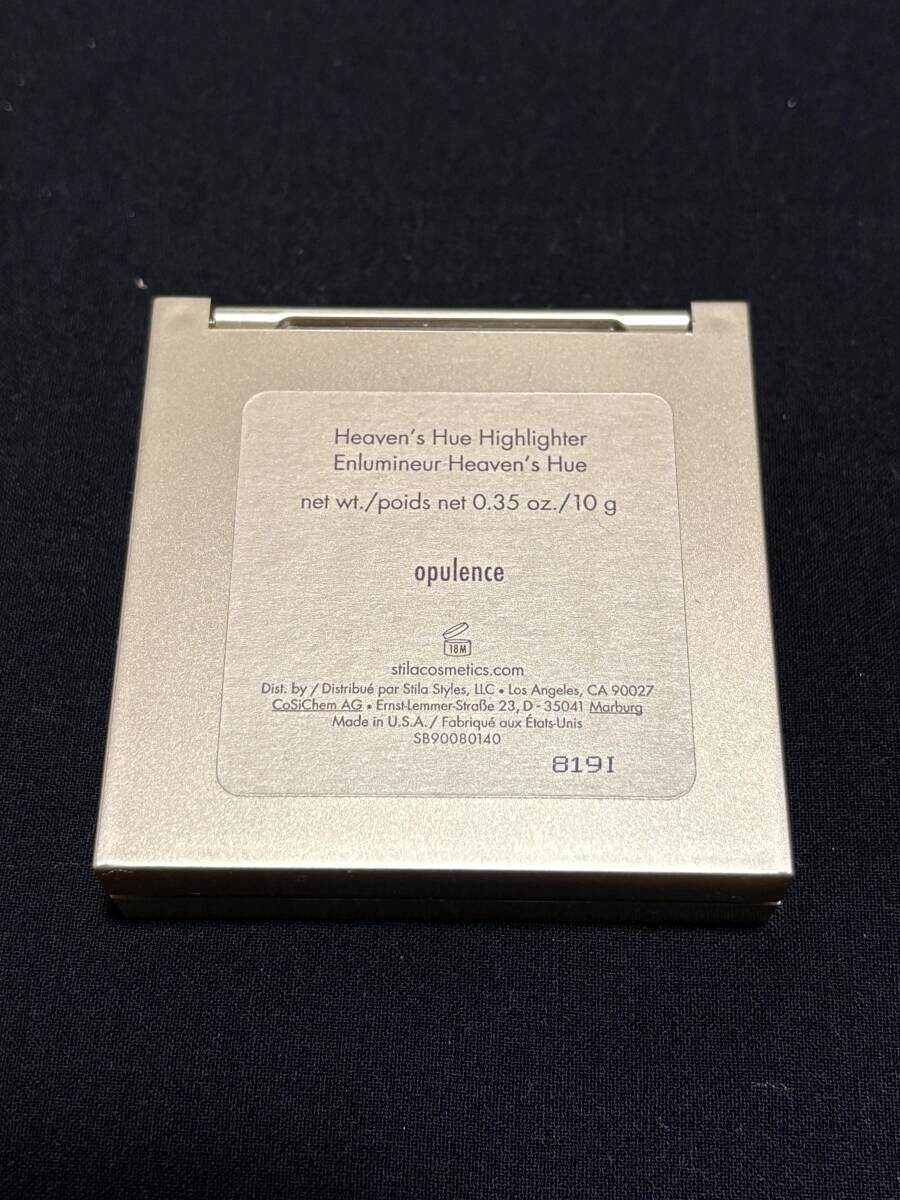 Heaven's Hue Highlighter
Enlumineur Heaven's Hue
net wt./poids net 0.35 oz./10 g
opulence
18M
stilacosmetics.com
Dist. by / Distribué par Stila Styles, LLC • Los Angeles, CA 90027
CoSiChem AG • Ernst-Lemmer-Straße 23, D - 35041 Marburg
Made in U.S.A. / Fabriqué aux États-Unis
SB90080140
819I